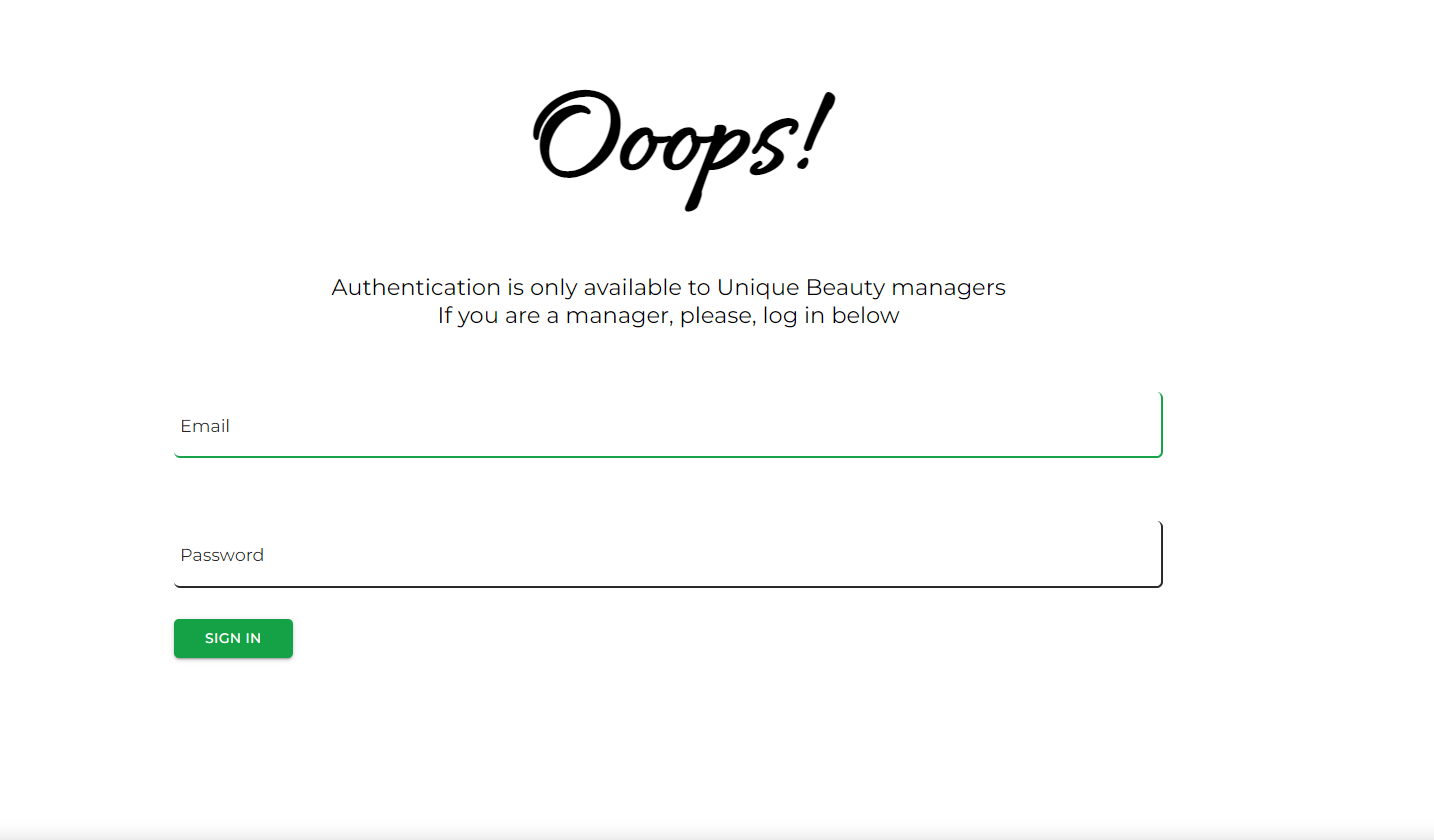 Ooops!
Authentication is only available to Unique Beauty managers
If you are a manager, please, log in below
Email
Password
SIGN IN